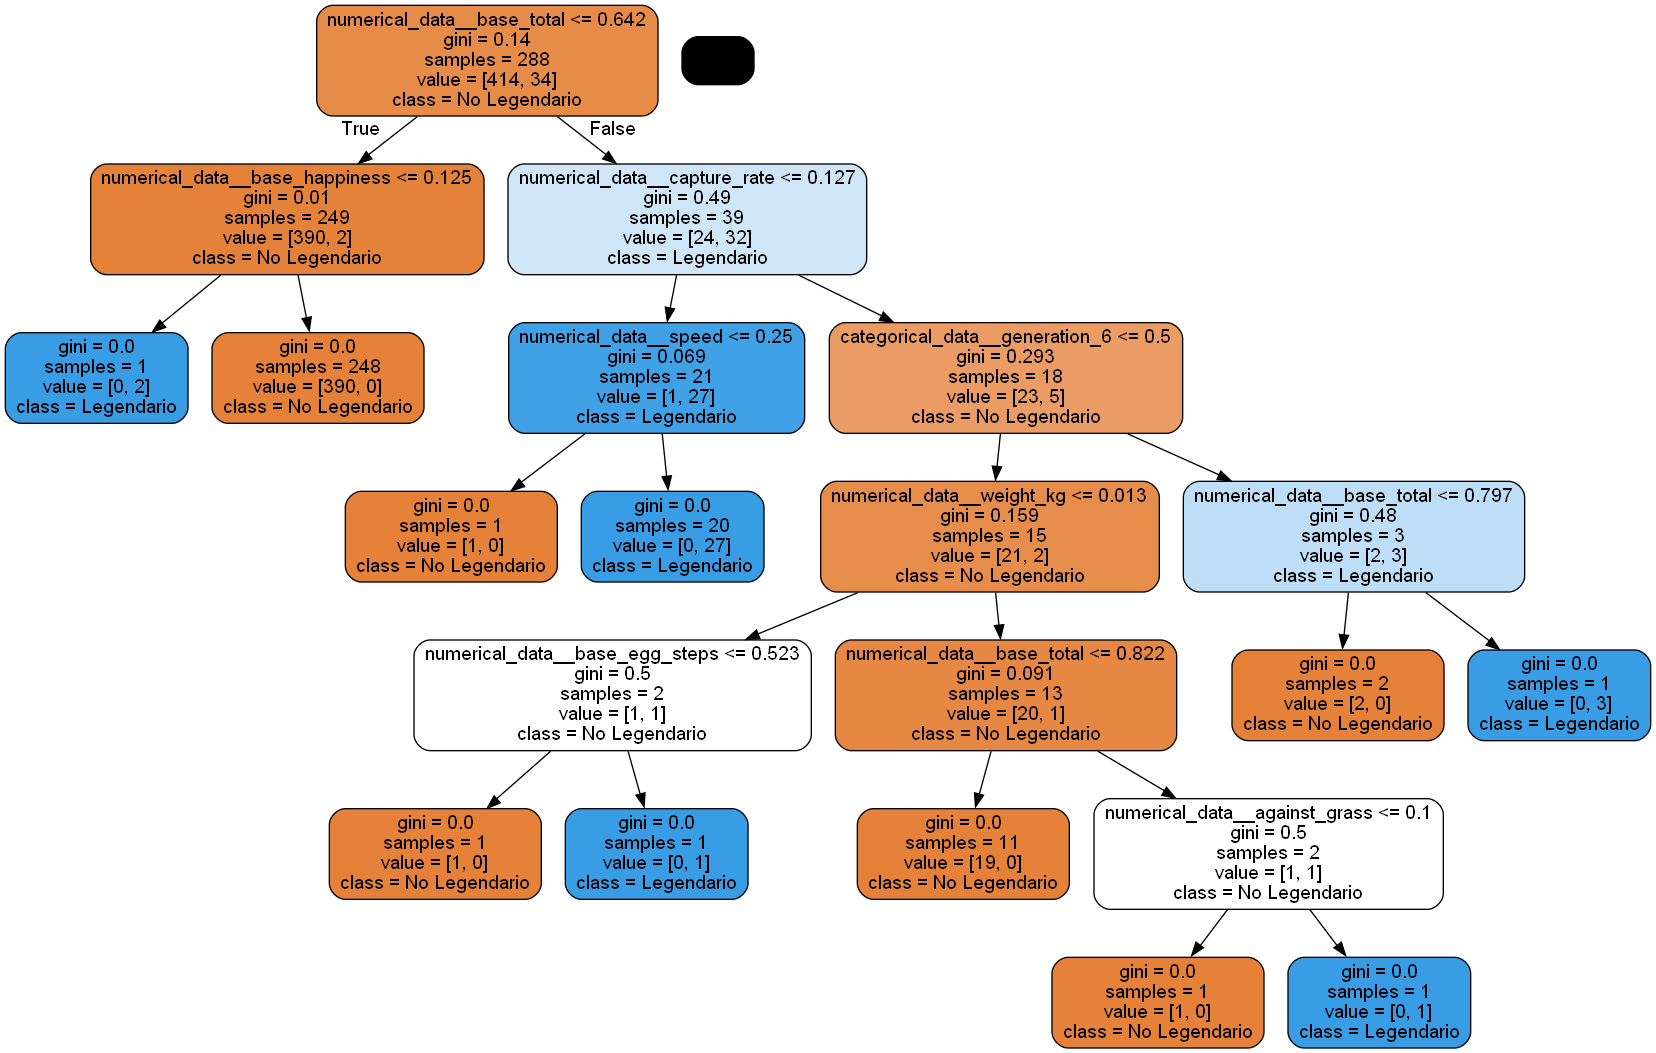 numerical_data__base_total <= 0.642
gini = 0.14
samples = 288
value = [414, 34]
class = No Legendario
True
False
numerical_data__base_happiness <= 0.125
gini = 0.01
samples = 249
value = [390, 2]
class = No Legendario
numerical_data__capture_rate <= 0.127
gini = 0.49
samples = 39
value = [24, 32]
class = Legendario
gini = 0.0
samples = 1
value = [0, 2]
class = Legendario
gini = 0.0
samples = 248
value = [390, 0]
class = No Legendario
numerical_data__speed <= 0.25
gini = 0.069
samples = 21
value = [1, 27]
class = Legendario
categorical_data__generation_6 <= 0.5
gini = 0.293
samples = 18
value = [23, 5]
class = No Legendario
gini = 0.0
samples = 1
value = [1, 0]
class = No Legendario
gini = 0.0
samples = 20
value = [0, 27]
class = Legendario
numerical_data__weight_kg <= 0.013
gini = 0.159
samples = 15
value = [21, 2]
class = No Legendario
numerical_data__base_total <= 0.797
gini = 0.48
samples = 3
value = [2, 3]
class = Legendario
numerical_data__base_egg_steps <= 0.523
gini = 0.5
samples = 2
value = [1, 1]
class = No Legendario
numerical_data__base_total <= 0.822
gini = 0.091
samples = 13
value = [20, 1]
class = No Legendario
gini = 0.0
samples = 2
value = [2, 0]
class = No Legendario
gini = 0.0
samples = 1
value = [0, 3]
class = Legendario
gini = 0.0
samples = 1
value = [1, 0]
class = No Legendario
gini = 0.0
samples = 1
value = [0, 1]
class = Legendario
gini = 0.0
samples = 11
value = [19, 0]
class = No Legendario
numerical_data__against_grass <= 0.1
gini = 0.5
samples = 2
value = [1, 1]
class = No Legendario
gini = 0.0
samples = 1
value = [1, 0]
class = No Legendario
gini = 0.0
samples = 1
value = [0, 1]
class = Legendario